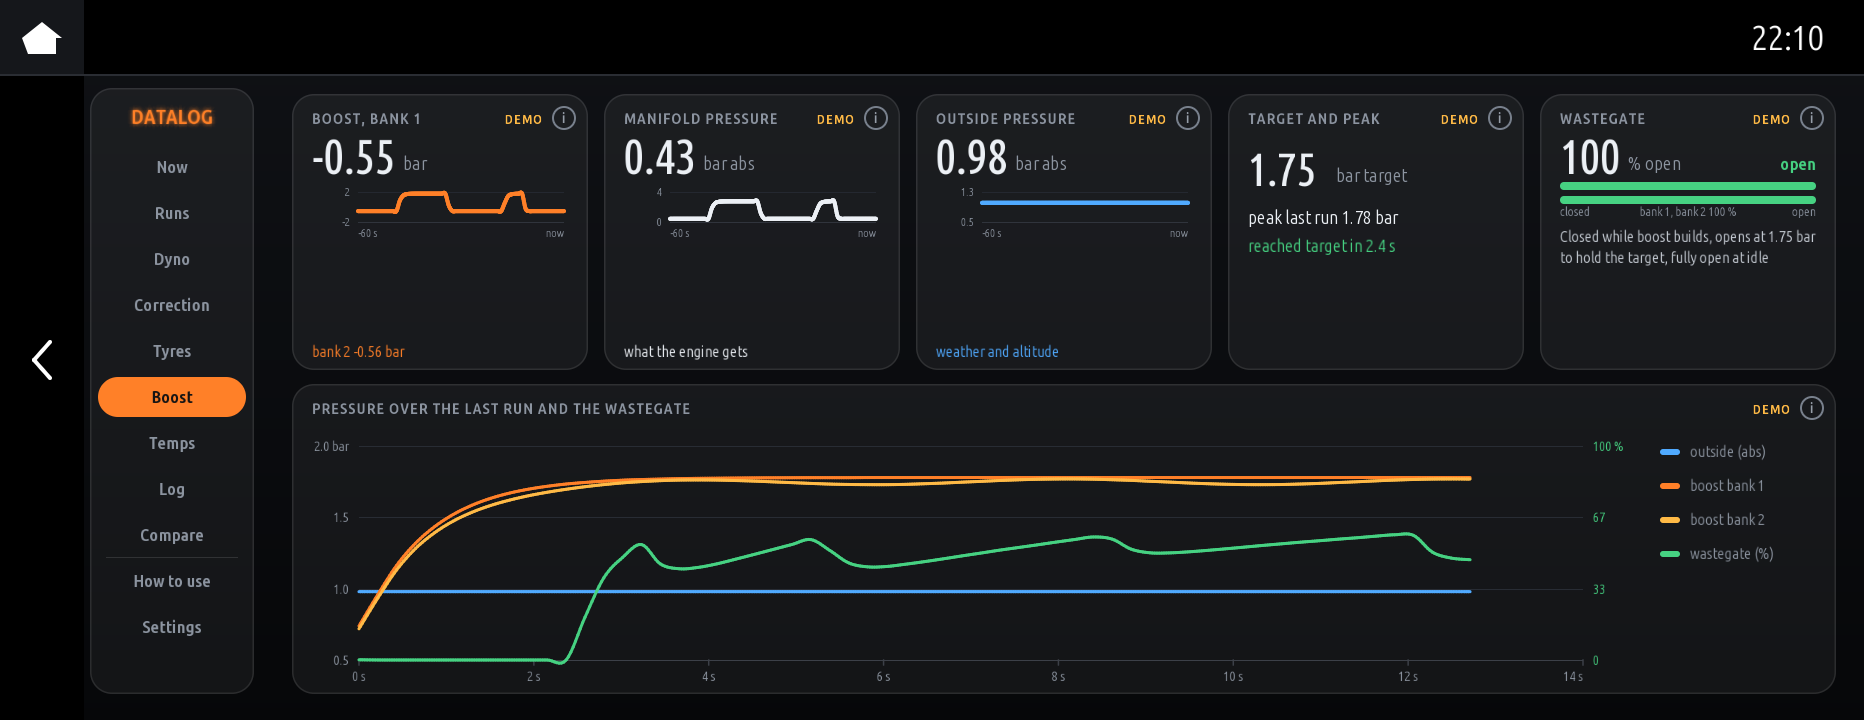 22:10
DATALOG
Now
Runs
Dyno
Correction
Tyres
Boost
Temps
Log
Compare
How to use
Settings
BOOST, BANK 1 DEMO i
-0.55 bar
2
-2
-60 s now
bank 2 -0.56 bar
MANIFOLD PRESSURE DEMO i
0.43 bar abs
4
0
-60 s now
what the engine gets
OUTSIDE PRESSURE DEMO i
0.98 bar abs
1.3
0.5
-60 s now
weather and altitude
TARGET AND PEAK DEMO i
1.75 bar target
peak last run 1.78 bar
reached target in 2.4 s
WASTEGATE DEMO i
100 % open open
closed bank 1, bank 2 100 % open
Closed while boost builds, opens at 1.75 bar
to hold the target, fully open at idle
PRESSURE OVER THE LAST RUN AND THE WASTEGATE DEMO i
2.0 bar 100 %
1.5 67
1.0 33
0.5 0
0 s 2 s 4 s 6 s 8 s 10 s 12 s 14 s
outside (abs)
boost bank 1
boost bank 2
wastegate (%)